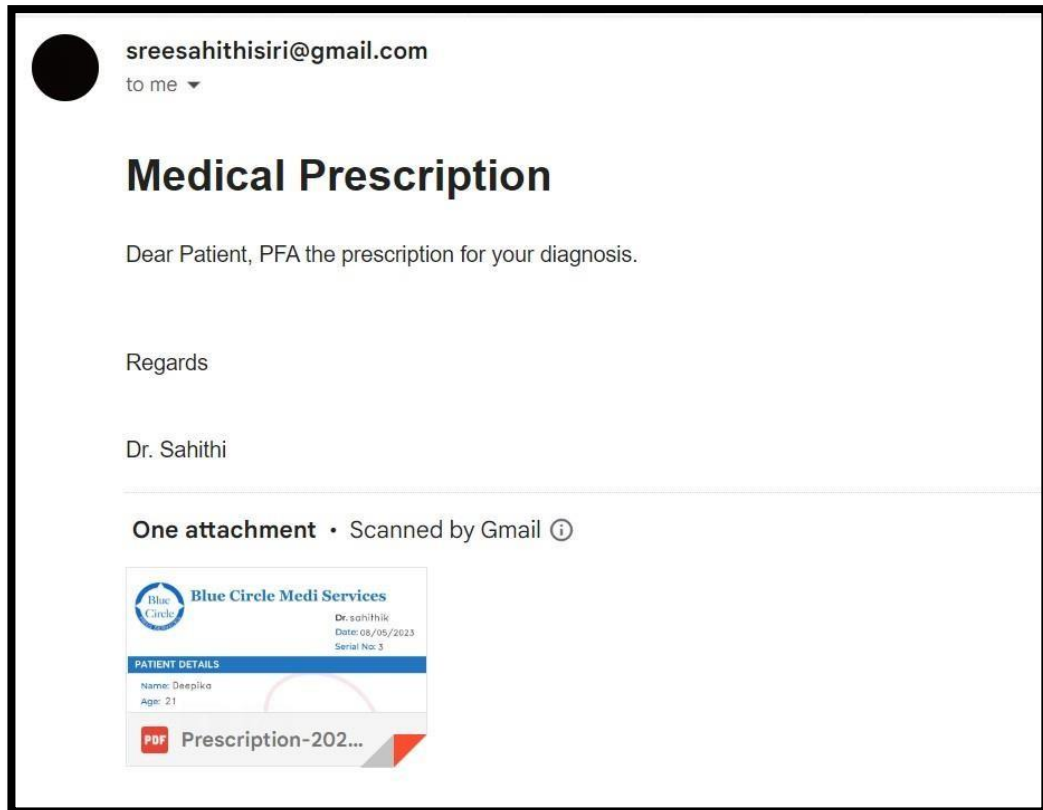 sreesahithisiri@gmail.com
to me
Medical Prescription
Dear Patient, PFA the prescription for your diagnosis.
Regards
Dr. Sahithi
One attachment • Scanned by Gmail
Blue Circle
Blue Circle Medi Services
Dr. sahithik
Date: 08/05/2023
Serial No: 3
PATIENT DETAILS
Name: Deepika
Age: 21
PDF Prescription-202...